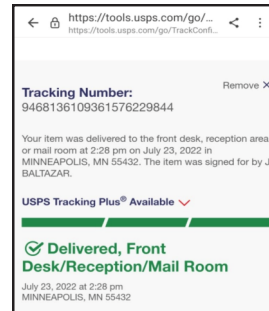 https://tools.usps.com/go/...
https://tools.usps.com/go/TrackConfi...
Tracking Number:
Remove X
9468136109361576229844
Your item was delivered to the front desk, reception area
or mail room at 2:28 pm on July 23, 2022 in
MINNEAPOLIS, MN 55432. The item was signed for by J
BALTAZAR.
USPS Tracking Plus® Available
Delivered, Front
Desk/Reception/Mail Room
July 23, 2022 at 2:28 pm
MINNEAPOLIS, MN 55432